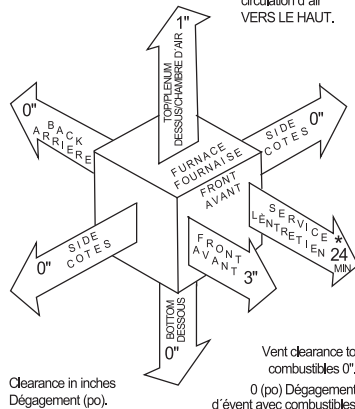 circulation d'air
VERS LE HAUT.
1"
TOP/PLENUM
DESSUS/CHAMBRE D'AIR
0"
BACK
ARRIERE
SIDE
COTES
0"
FURNACE
FOURNAISE
FRONT
AVANT
SERVICE
L'ENTRETIEN
*
24
MIN.
SIDE
COTES
0"
FRONT
AVANT
3"
BOTTOM
DESSOUS
0"
Vent clearance to
combustibles 0".
0 (po) Dégagement
d'évent avec combustibles
Clearance in inches
Dégagement (po).